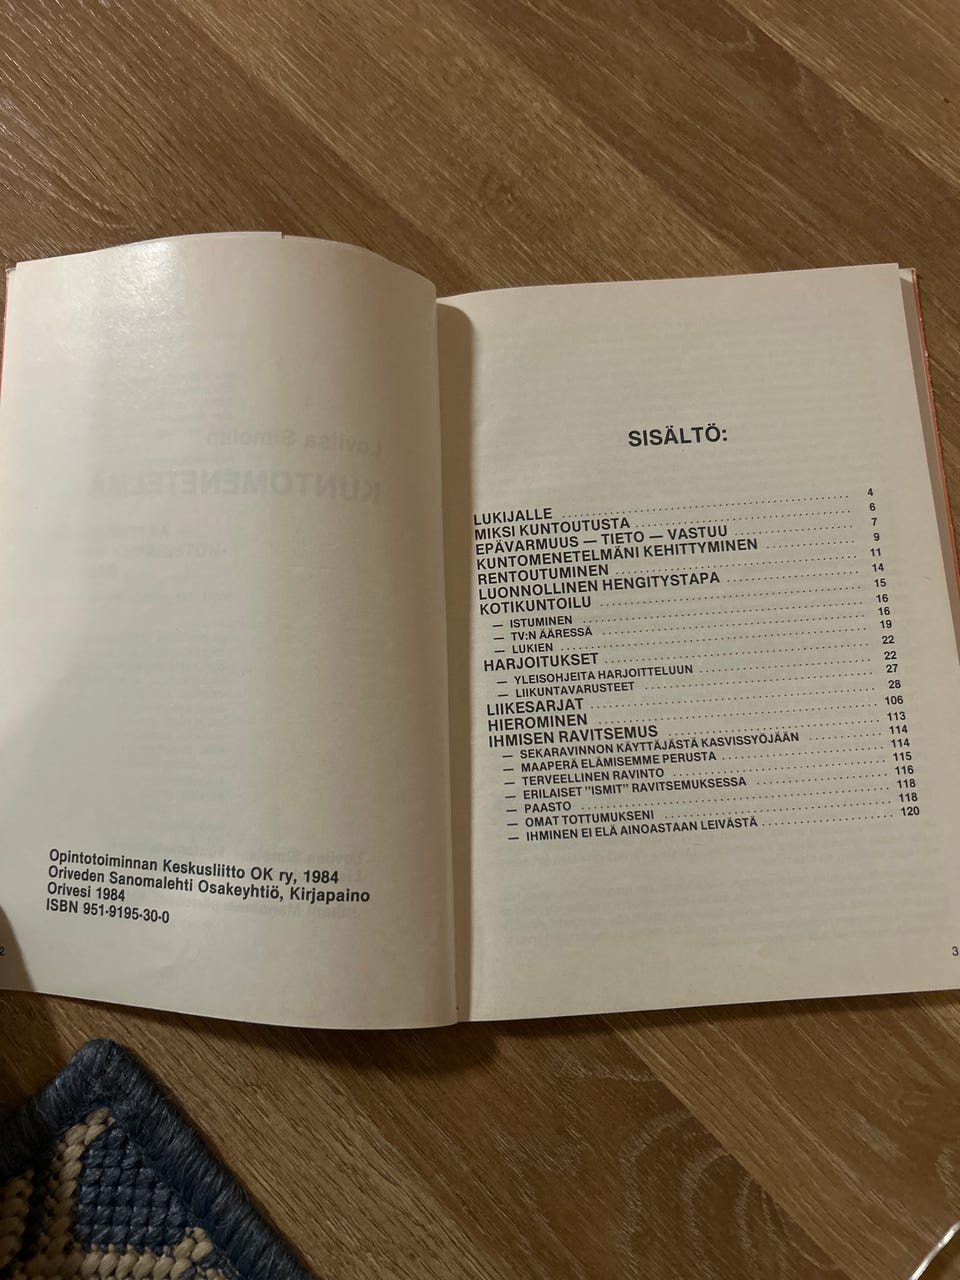 Opintotoiminnan Keskusliitto OK ry, 1984
Oriveden Sanomalehti Osakeyhtiö, Kirjapaino
Orivesi 1984
ISBN 951-9195-30-0
2
SISÄLTÖ:
LUKIJALLE 4
MIKSI KUNTOUTUSTA 6
EPÄVARMUUS — TIETO — VASTUU 7
KUNTOMENETELMÄNI KEHITTYMINEN 9
RENTOUTUMINEN 11
LUONNOLLINEN HENGITYSTAPA 14
KOTIKUNTOILU 15
— ISTUMINEN 16
— TV:N ÄÄRESSÄ 16
— LUKIEN 19
HARJOITUKSET 22
— YLEISOHJEITA HARJOITTELUUN 22
— LIIKUNTAVARUSTEET 27
LIIKESARJAT 28
HIEROMINEN 106
IHMISEN RAVITSEMUS 113
— SEKARAVINNON KÄYTTÄJÄSTÄ KASVISSYÖJÄÄN 114
— MAAPERÄ ELÄMISEMME PERUSTA 114
— TERVEELLINEN RAVINTO 115
— ERILAISET "ISMIT" RAVITSEMUKSESSA 116
— PAASTO 118
— OMAT TOTTUMUKSENI 118
— IHMINEN EI ELÄ AINOASTAAN LEIVÄSTÄ 120
3